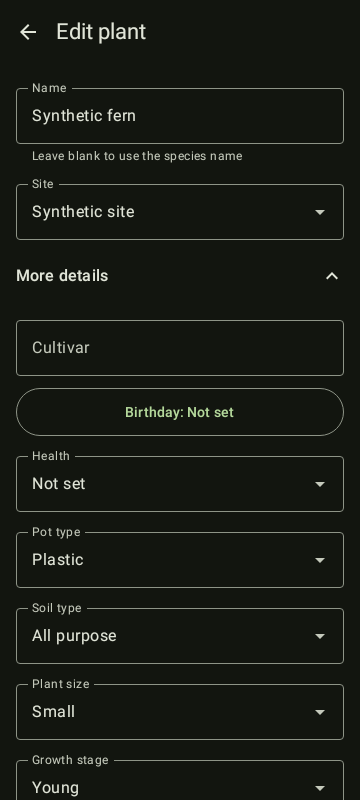 Edit plant
Name
Synthetic fern
Leave blank to use the species name
Site
Synthetic site
More details
Cultivar
Birthday: Not set
Health
Not set
Pot type
Plastic
Soil type
All purpose
Plant size
Small
Growth stage
Young